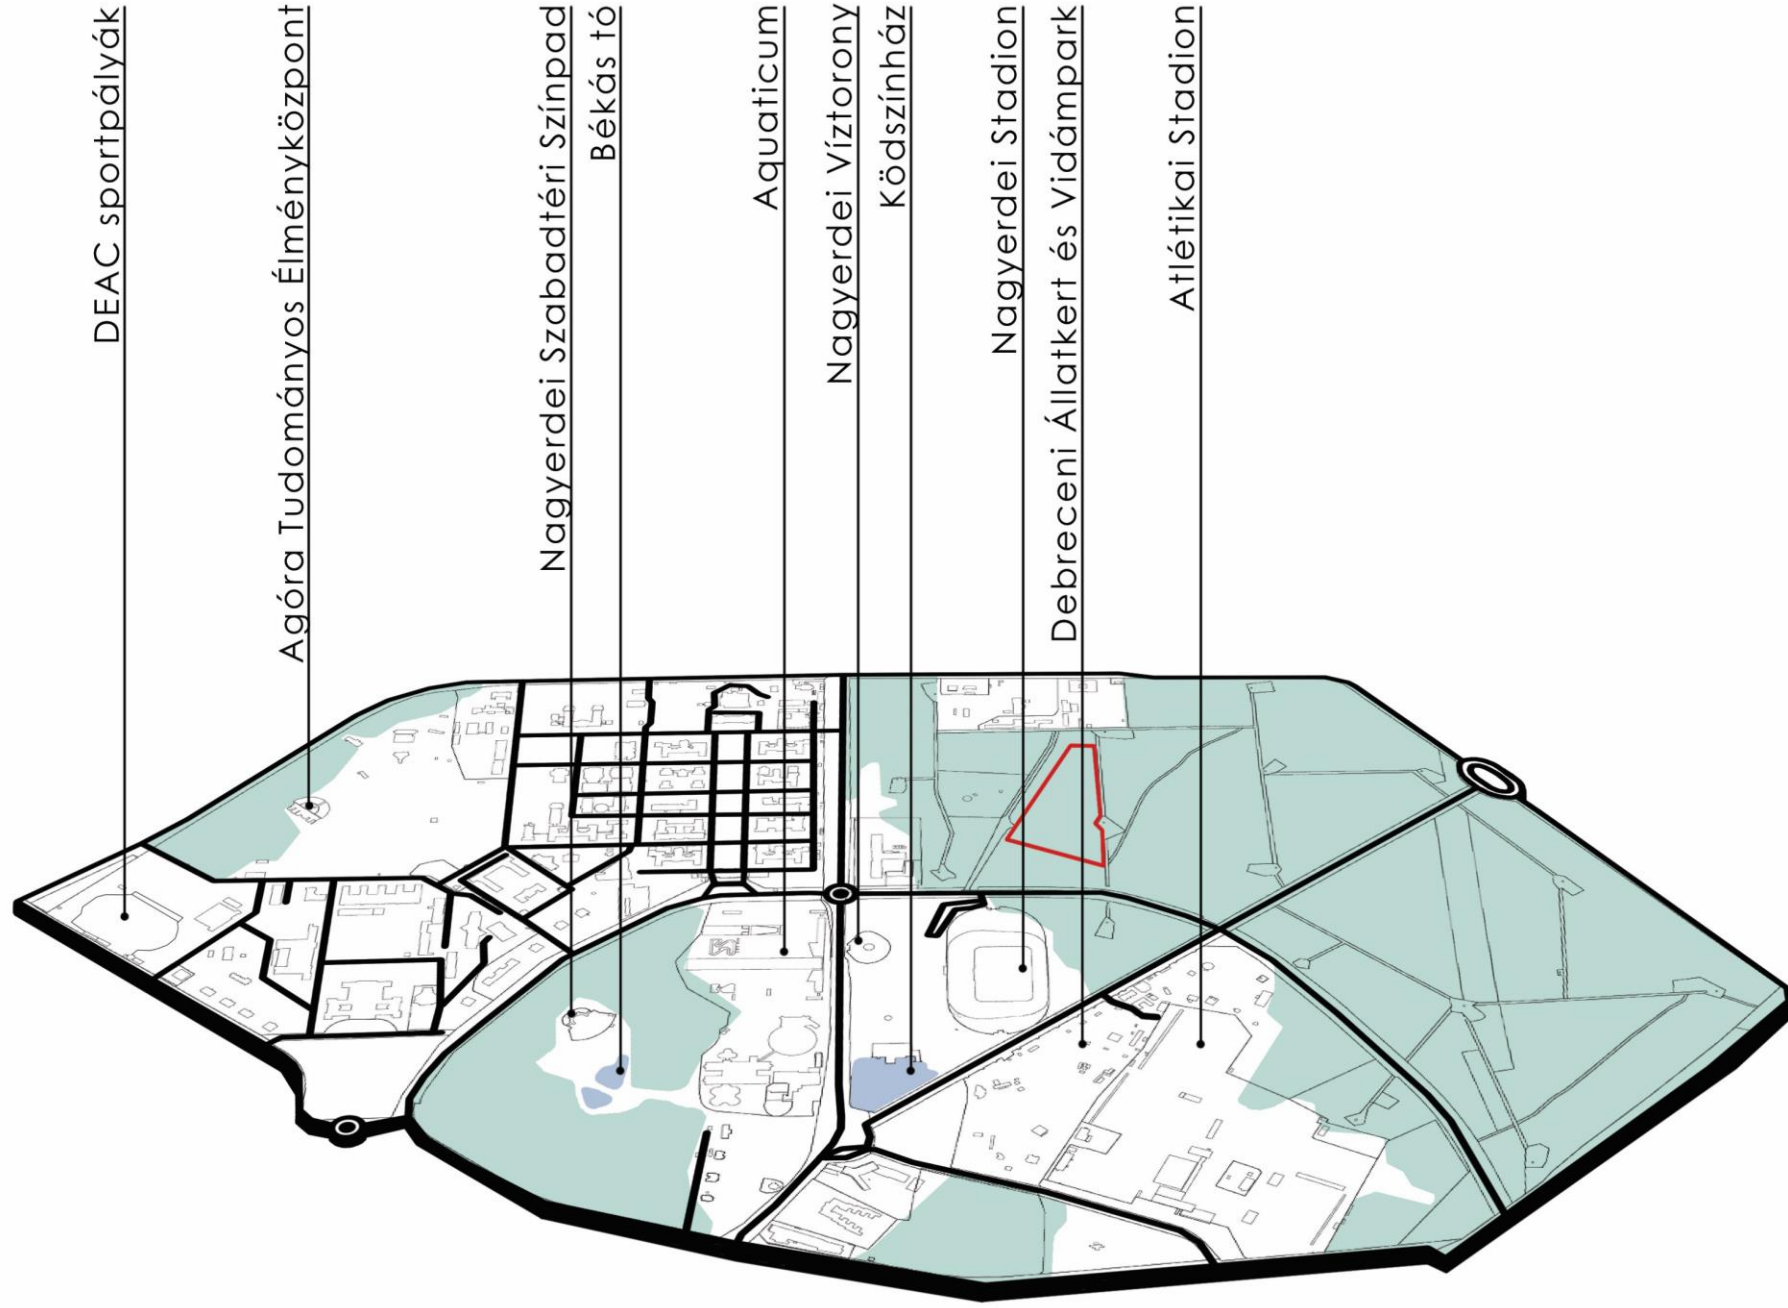 DEAC sportpályák
Agóra Tudományos Élményközpont
Nagyerdei Szabadtéri Színpad
Békás tó
Aquaticum
Nagyerdei Víztorony
Ködszínház
Nagyerdei Stadion
Debreceni Állatkert és Vidámpark
Atlétikai Stadion